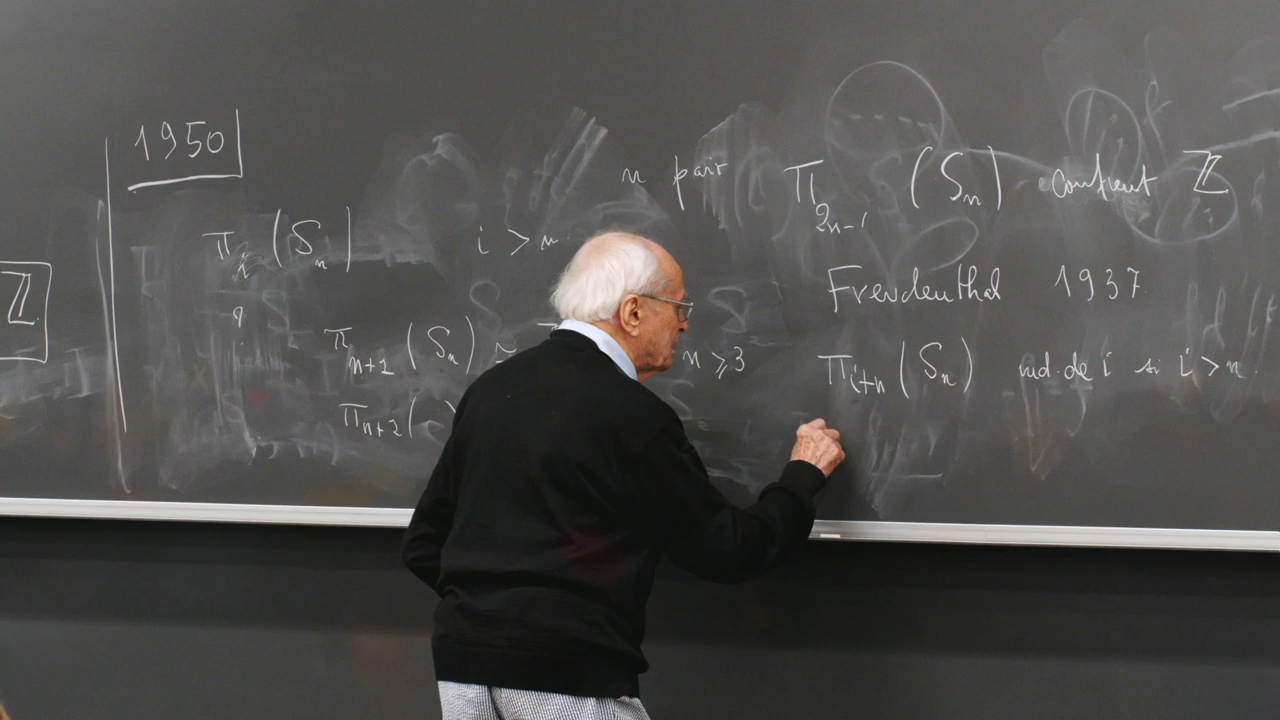 1950
ℤ
π_i (S_n) i > n
?
π_{n+1} (S_n) ~ n ⩾ 3
π_{n+2} (
n pair π_{2n-1} (S_n) contient ℤ
Freudenthal 1937
π_{i+n} (S_n) ind. de i si i > n